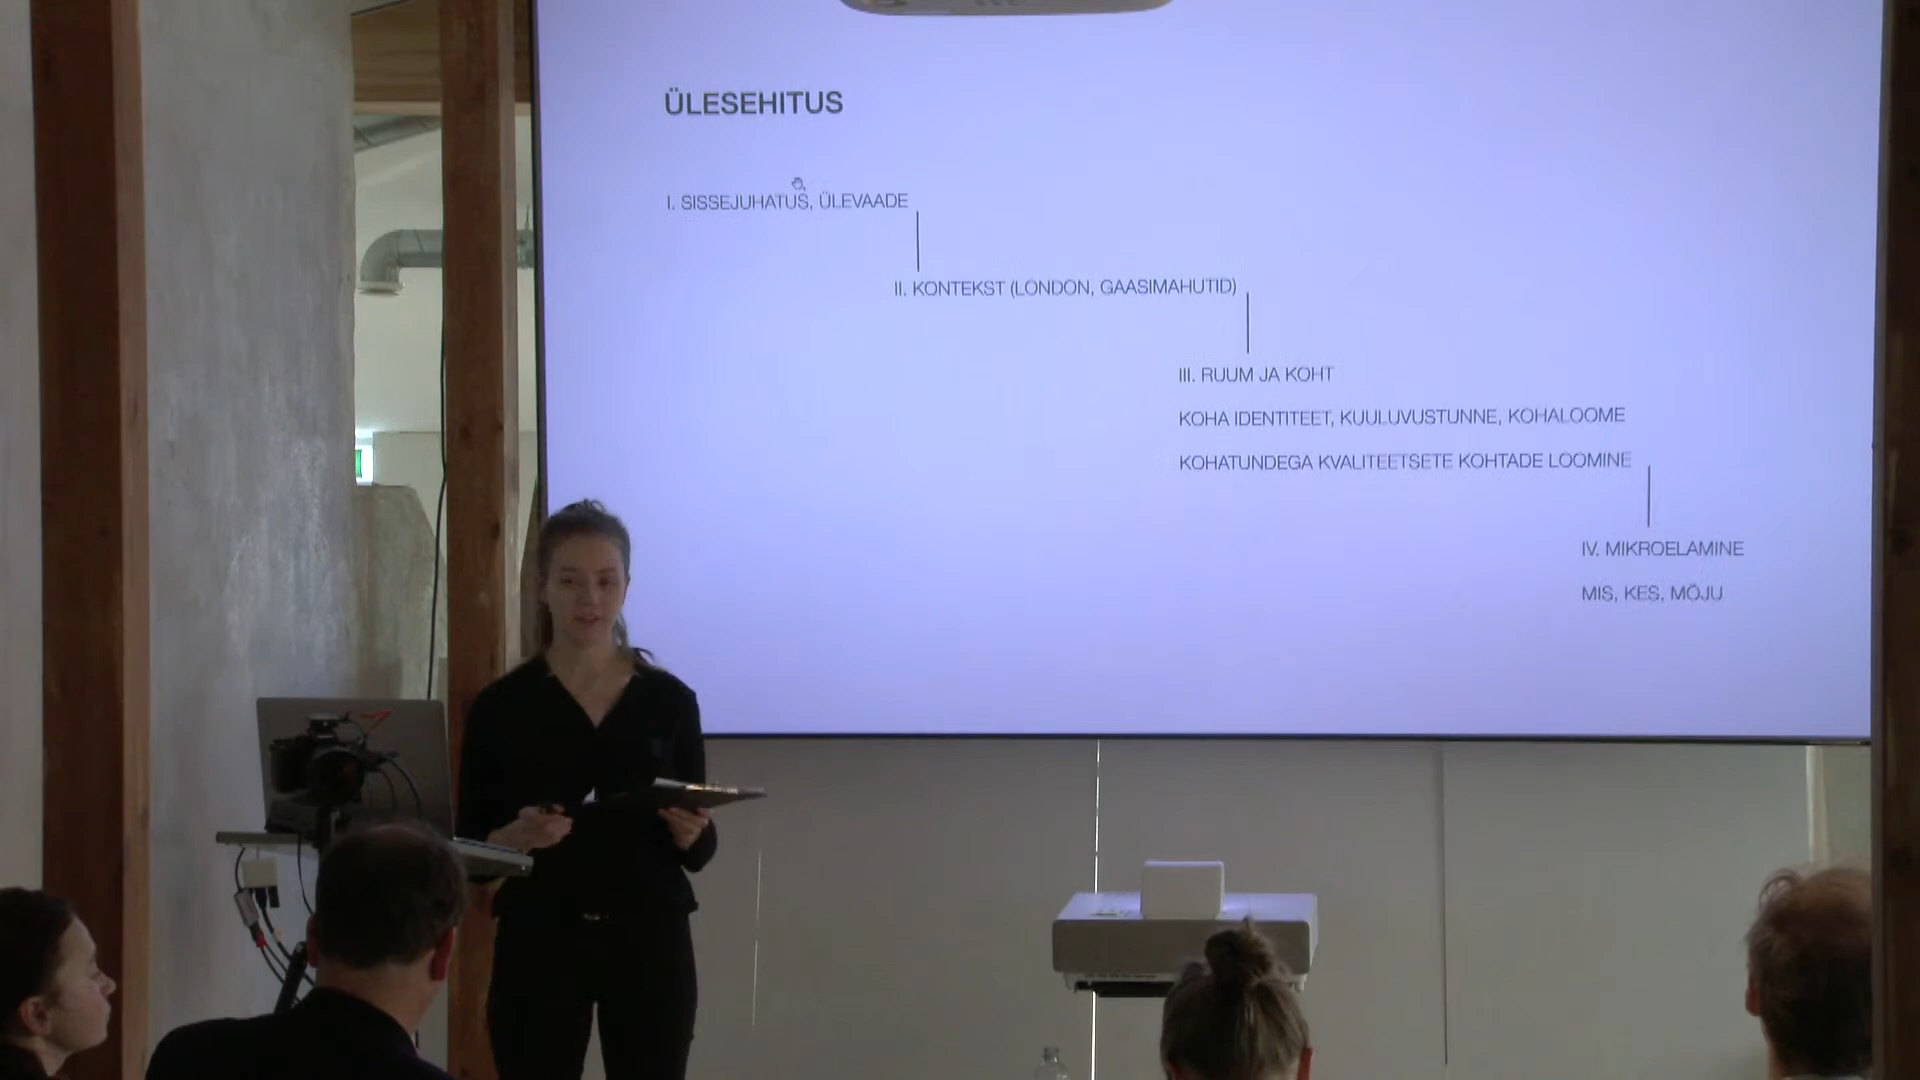 ÜLESEHITUS
I. SISSEJUHATUS, ÜLEVAADE
II. KONTEKST (LONDON, GAASIMAHUTID)
III. RUUM JA KOHT
KOHA IDENTITEET, KUULUVUSTUNNE, KOHALOOME
KOHATUNDEGA KVALITEETSETE KOHTADE LOOMINE
IV. MIKROELAMINE
MIS, KES, MÕJU